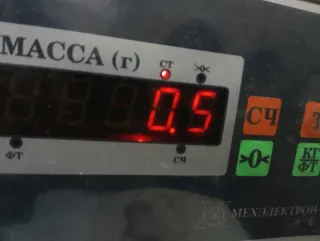 МАССА (г)
СТ >0<
0.5
ФТ СЧ
СЧ Т
>0< КГ
ФТ
МЕХЭЛЕКТРОН